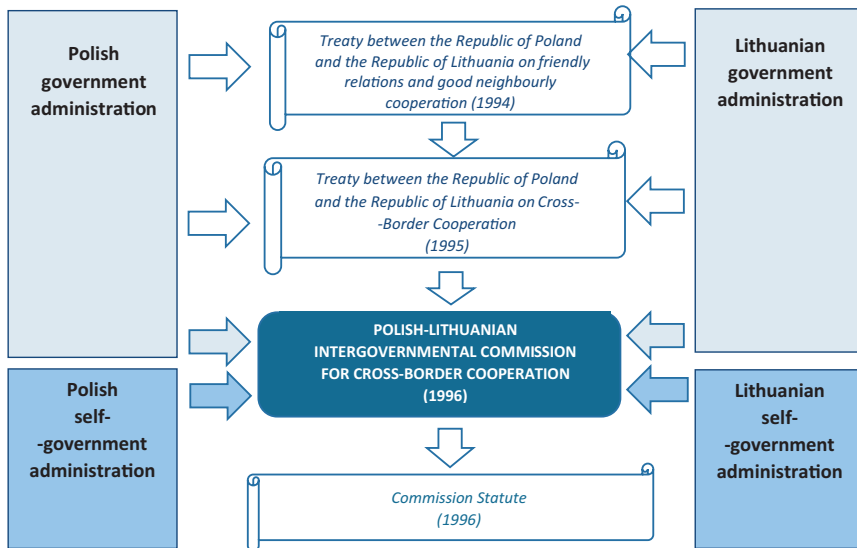 Polish
government
administration
Treaty between the Republic of Poland
and the Republic of Lithuania on friendly
relations and good neighbourly
cooperation (1994)
Lithuanian
government
administration
Treaty between the Republic of Poland
and the Republic of Lithuania on Cross-
-Border Cooperation
(1995)
POLISH-LITHUANIAN
INTERGOVERNMENTAL COMMISSION
FOR CROSS-BORDER COOPERATION
(1996)
Polish
self-
-government
administration
Lithuanian
self-
-government
administration
Commission Statute
(1996)